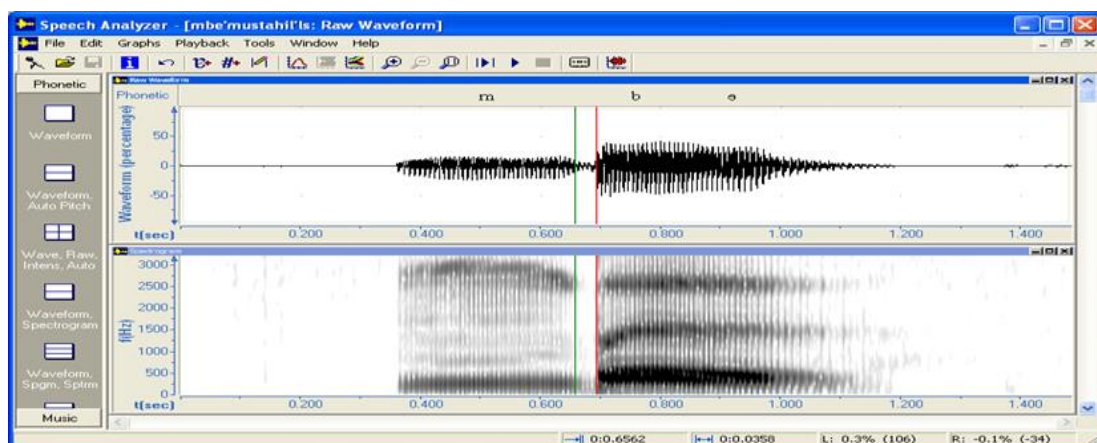 Speech Analyzer - [mbe'mustahil'ls: Raw Waveform]
File Edit Graphs Playback Tools Window Help
Phonetic
Waveform
Waveform,
Auto Pitch
Wave, Raw,
Intens, Auto
Waveform,
Spectrogram
Waveform,
Spgm, Spltrm
Music
Raw Waveform
Phonetic m b ə
Waveform (percentage)
50
0
-50
t(sec) 0.200 0.400 0.600 0.800 1.000 1.200 1.400
Spectrogram
f(Hz)
3000
2500
2000
1500
1000
500
0
t(sec) 0.200 0.400 0.600 0.800 1.000 1.200 1.400
0:0.6562 0:0.0358 L: 0.3% (106) R: -0.1% (-34)